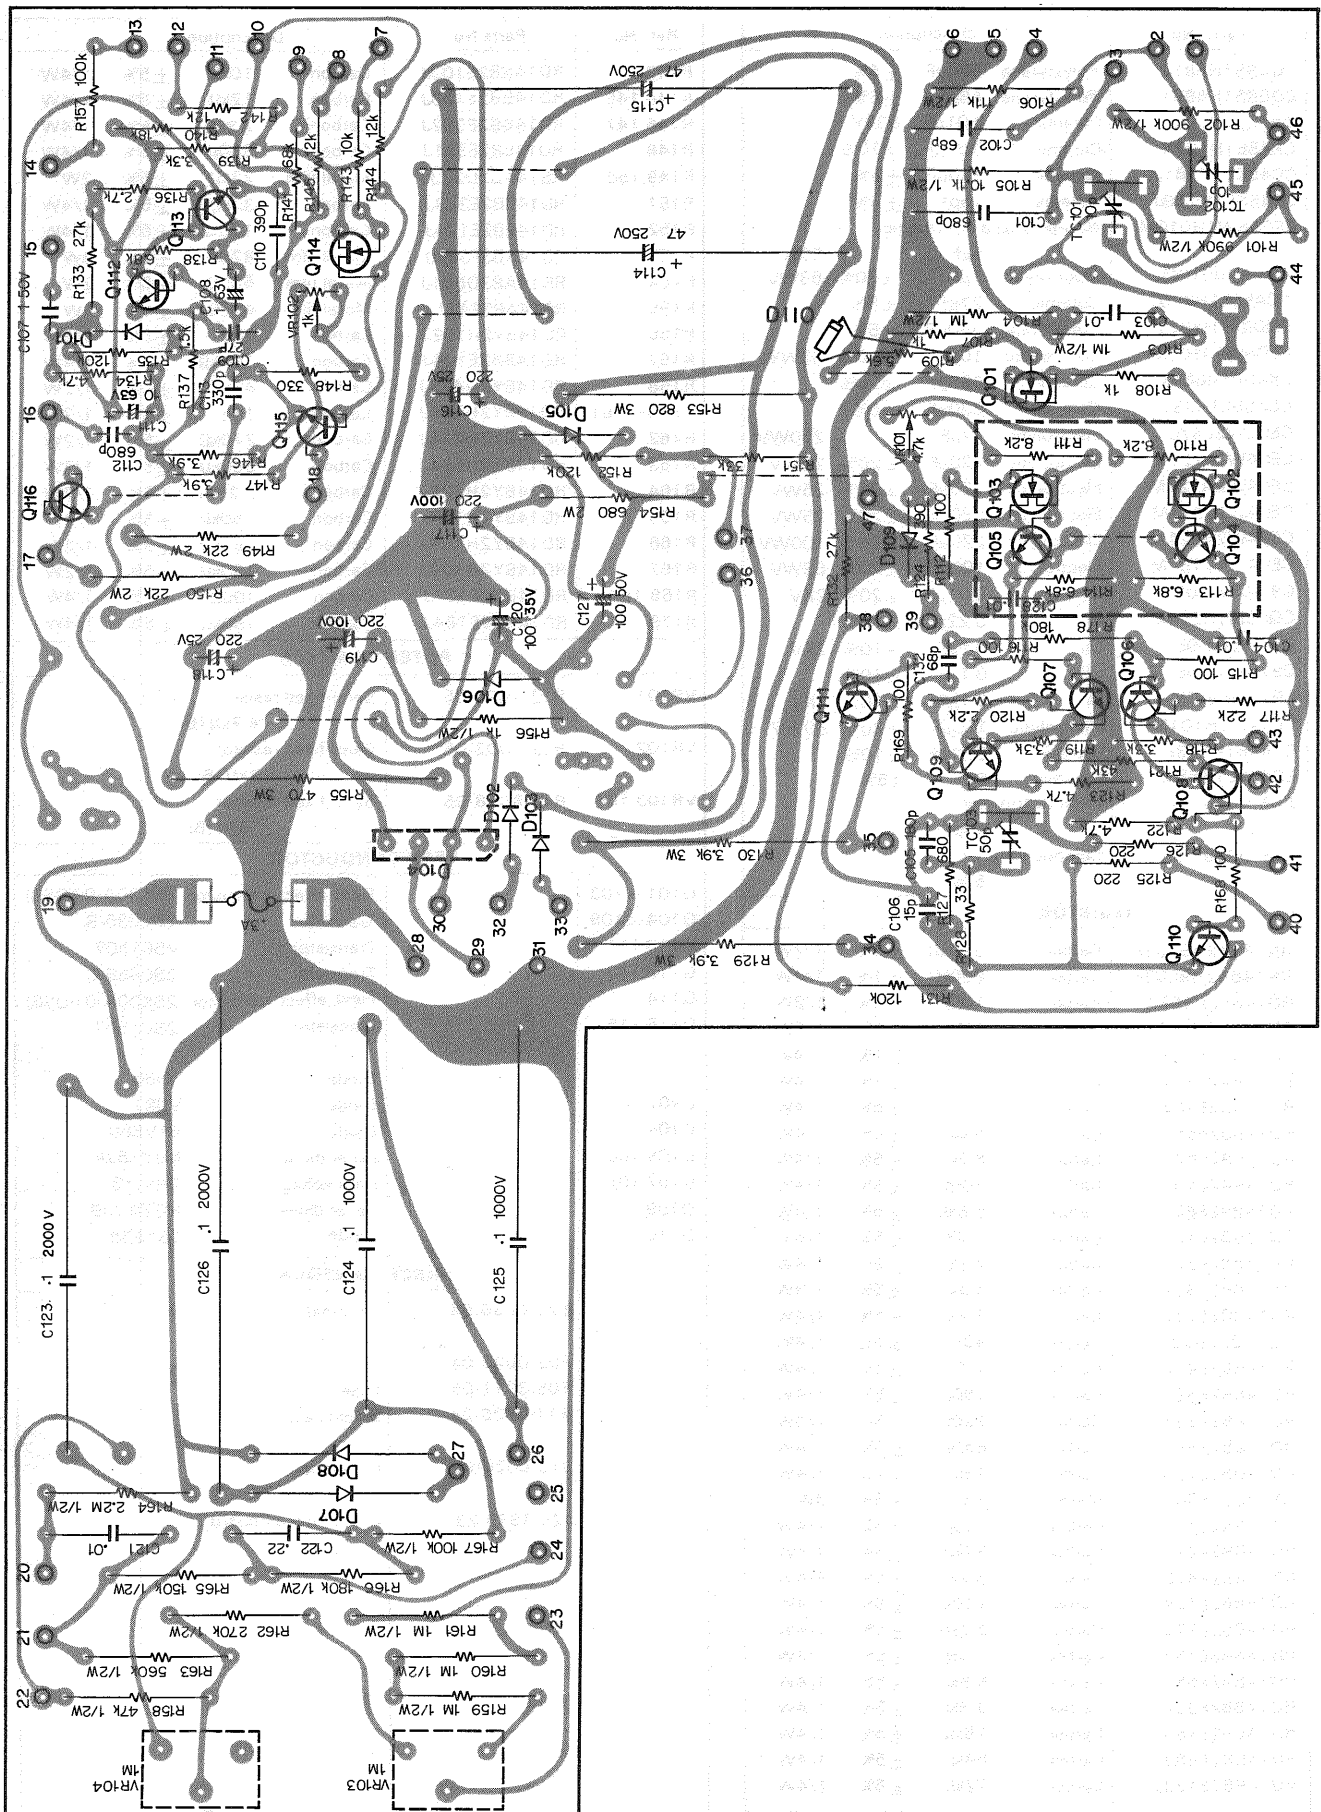 13
12
11
10
9
8
7
R157 100k
14
R142 12k
R140 18k
R139 3.3k
R136 2.7k
Q113
R141 68k
R145 12k
R143 10k
R144 12k
15
R133 27k
R138 6.8k
C110 390p
Q114
Q112
C108 1 63V
VR102
1k
C107 1 50V
D101
R135 120k
R134 4.7k
R137 1.5k
C109 27p
C113 330p
R148 330
16
C111 10 63V
C112 680p
Q115
R146 3.9k
R147 3.9k
18
Q116
17
R149 22k 2W
R150 22k 2W
C118 220 25V
C115 47 250V
C114 47 250V
C116 220 25V
R153 820 3W
D105
R152 120k
R151 33k
R154 680 2W
C117 220 100V
37
36
C120 100 35V
C127 100 50V
C119 220 100V
D106
R156 1k 1/2W
R155 470 3W
D102
D103
D104
R130 3.9k 3W
R129 3.9k 3W
19
.3A
28
29
30
31
32
33
6
5
4
3
2
1
R106 111k 1/2W
C102 68p
R105 10.1k 1/2W
C101 680p
R102 900k 1/2W
46
TC102 10p
TC101 10p
45
R101 990k 1/2W
44
D110
R104 1M 1/2W
R107 1k
R109 5.6k
C103 .01
R103 1M 1/2W
Q101
R108 1k
VR101 4.7k
R111 8.2k
R110 8.2k
Q103
Q102
Q105
Q104
47
D109
R124 390
R112 100
R132 27k
R114 6.8k
R113 6.8k
C128 .01
38
39
R178 180k
R116 100
C132 68p
C104 .01
R115 100
Q107
Q106
Q111
R169 100
R120 2.2k
R117 2.2k
R119 3.3k
R118 3.3k
43
R121 43K
R123 4.7k
Q109
Q108
42
TC103 50p
R122 4.7k
R126 220
R125 220
41
35
C105 180p
R127 680
C106 15p
R128 33
R168 100
40
34
Q110
R131 120k
C123. .1 2000V
C126 .1 2000V
C124 .1 1000V
C125 .1 1000V
D108
27
26
D107
R164 2.2M 1/2W
25
C121 .01
C122 .22
R167 100k 1/2W
24
20
R165 150k 1/2W
R166 180k 1/2W
21
R162 270k 1/2W
R161 1M 1/2W
23
R163 560k 1/2W
R160 1M 1/2W
22
R158 47k 1/2W
R159 1M 1/2W
VR104
1M
VR103
1M